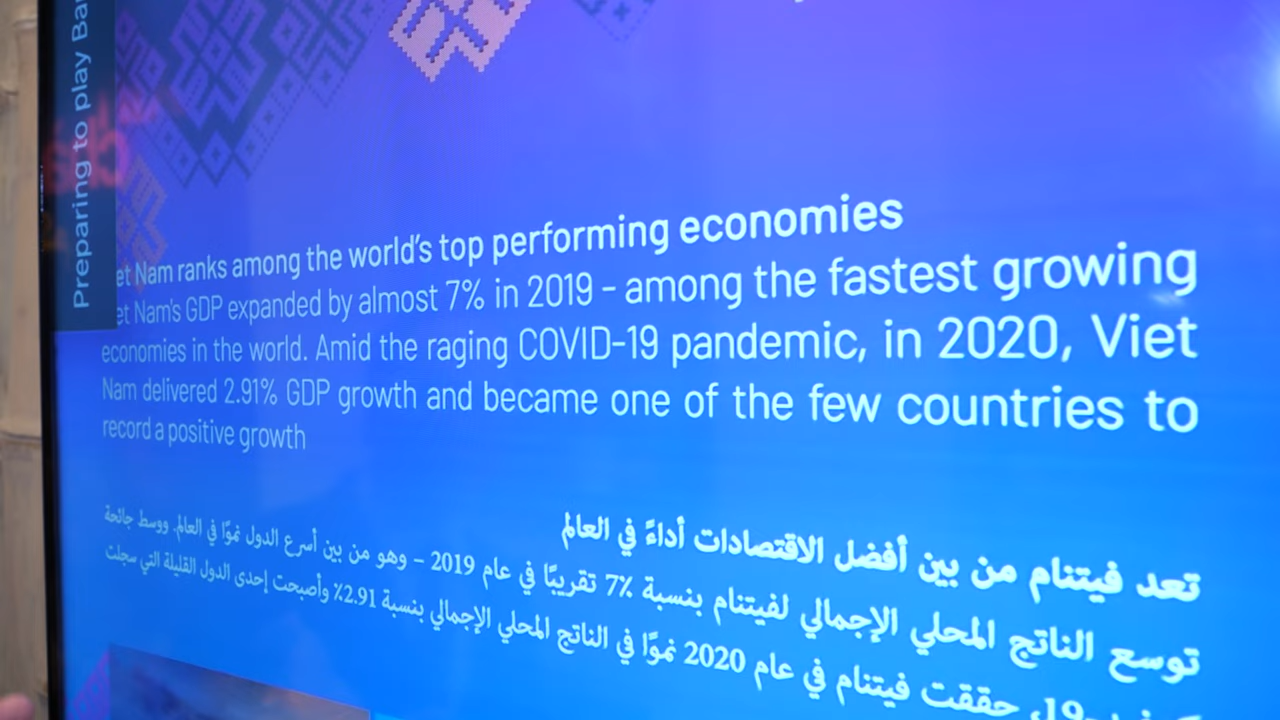 Preparing to play Ba
et Nam ranks among the world's top performing economies
et Nam's GDP expanded by almost 7% in 2019 – among the fastest growing
economies in the world. Amid the raging COVID-19 pandemic, in 2020, Viet
Nam delivered 2.91% GDP growth and became one of the few countries to
record a positive growth
تعد فيتنام من بين أفضل الاقتصادات أداءً في العالم
توسع الناتج المحلي الإجمالي لفيتنام بنسبة 7٪ تقريبًا في عام 2019 – وهو من بين أسرع الدول نموًا في العالم. ووسط جائحة
19، حققت فيتنام في عام 2020 نموًا في الناتج المحلي الإجمالي بنسبة 2.91٪ وأصبحت إحدى الدول القليلة التي سجلت